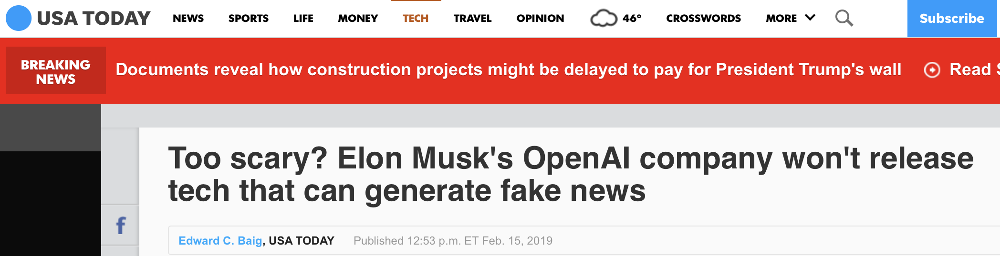 USA TODAY NEWS SPORTS LIFE MONEY TECH TRAVEL OPINION 46° CROSSWORDS MORE Subscribe
BREAKING
NEWS
Documents reveal how construction projects might be delayed to pay for President Trump's wall Read
Too scary? Elon Musk's OpenAI company won't release
tech that can generate fake news
f
Edward C. Baig, USA TODAY Published 12:53 p.m. ET Feb. 15, 2019